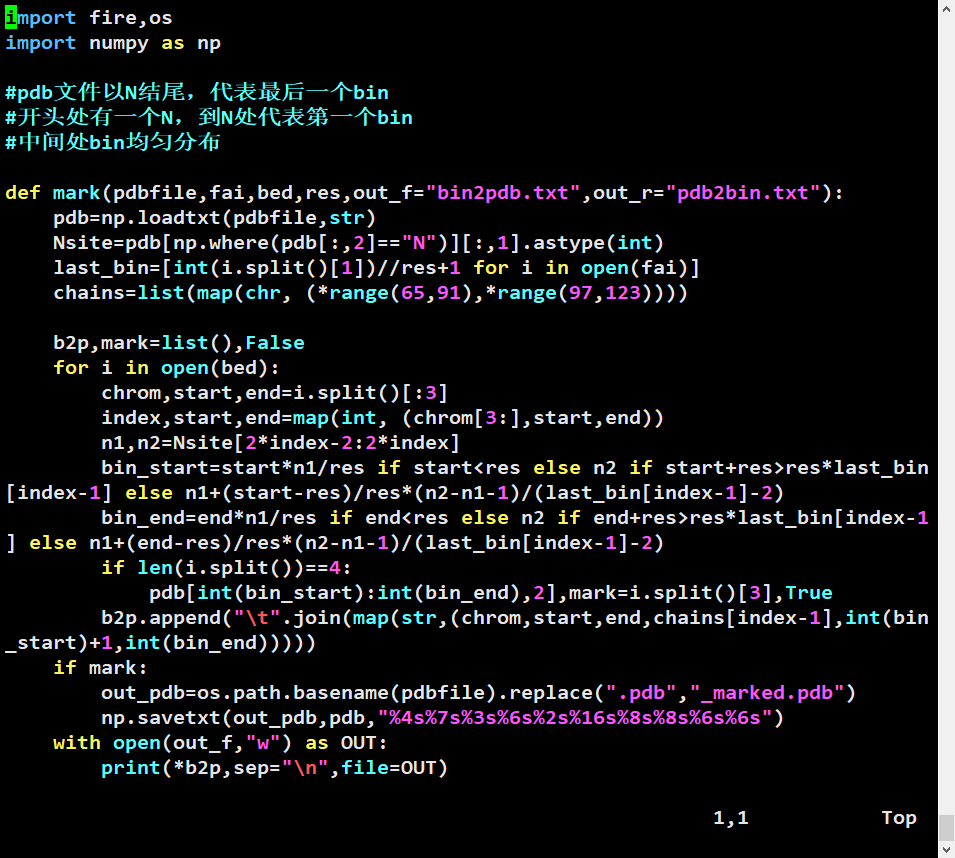 import fire,os
import numpy as np

#pdb文件以N结尾，代表最后一个bin
#开头处有一个N，到N处代表第一个bin
#中间处bin均匀分布

def mark(pdbfile,fai,bed,res,out_f="bin2pdb.txt",out_r="pdb2bin.txt"):
    pdb=np.loadtxt(pdbfile,str)
    Nsite=pdb[np.where(pdb[:,2]=="N")][:,1].astype(int)
    last_bin=[int(i.split()[1])//res+1 for i in open(fai)]
    chains=list(map(chr, (*range(65,91),*range(97,123))))

    b2p,mark=list(),False
    for i in open(bed):
        chrom,start,end=i.split()[:3]
        index,start,end=map(int, (chrom[3:],start,end))
        n1,n2=Nsite[2*index-2:2*index]
        bin_start=start*n1/res if start<res else n2 if start+res>res*last_bin
[index-1] else n1+(start-res)/res*(n2-n1-1)/(last_bin[index-1]-2)
        bin_end=end*n1/res if end<res else n2 if end+res>res*last_bin[index-1
] else n1+(end-res)/res*(n2-n1-1)/(last_bin[index-1]-2)
        if len(i.split())==4:
            pdb[int(bin_start):int(bin_end),2],mark=i.split()[3],True
        b2p.append("\t".join(map(str,(chrom,start,end,chains[index-1],int(bin
_start)+1,int(bin_end)))))
    if mark:
        out_pdb=os.path.basename(pdbfile).replace(".pdb","_marked.pdb")
        np.savetxt(out_pdb,pdb,"%4s%7s%3s%6s%2s%16s%8s%8s%6s%6s")
    with open(out_f,"w") as OUT:
        print(*b2p,sep="\n",file=OUT)

1,1 Top